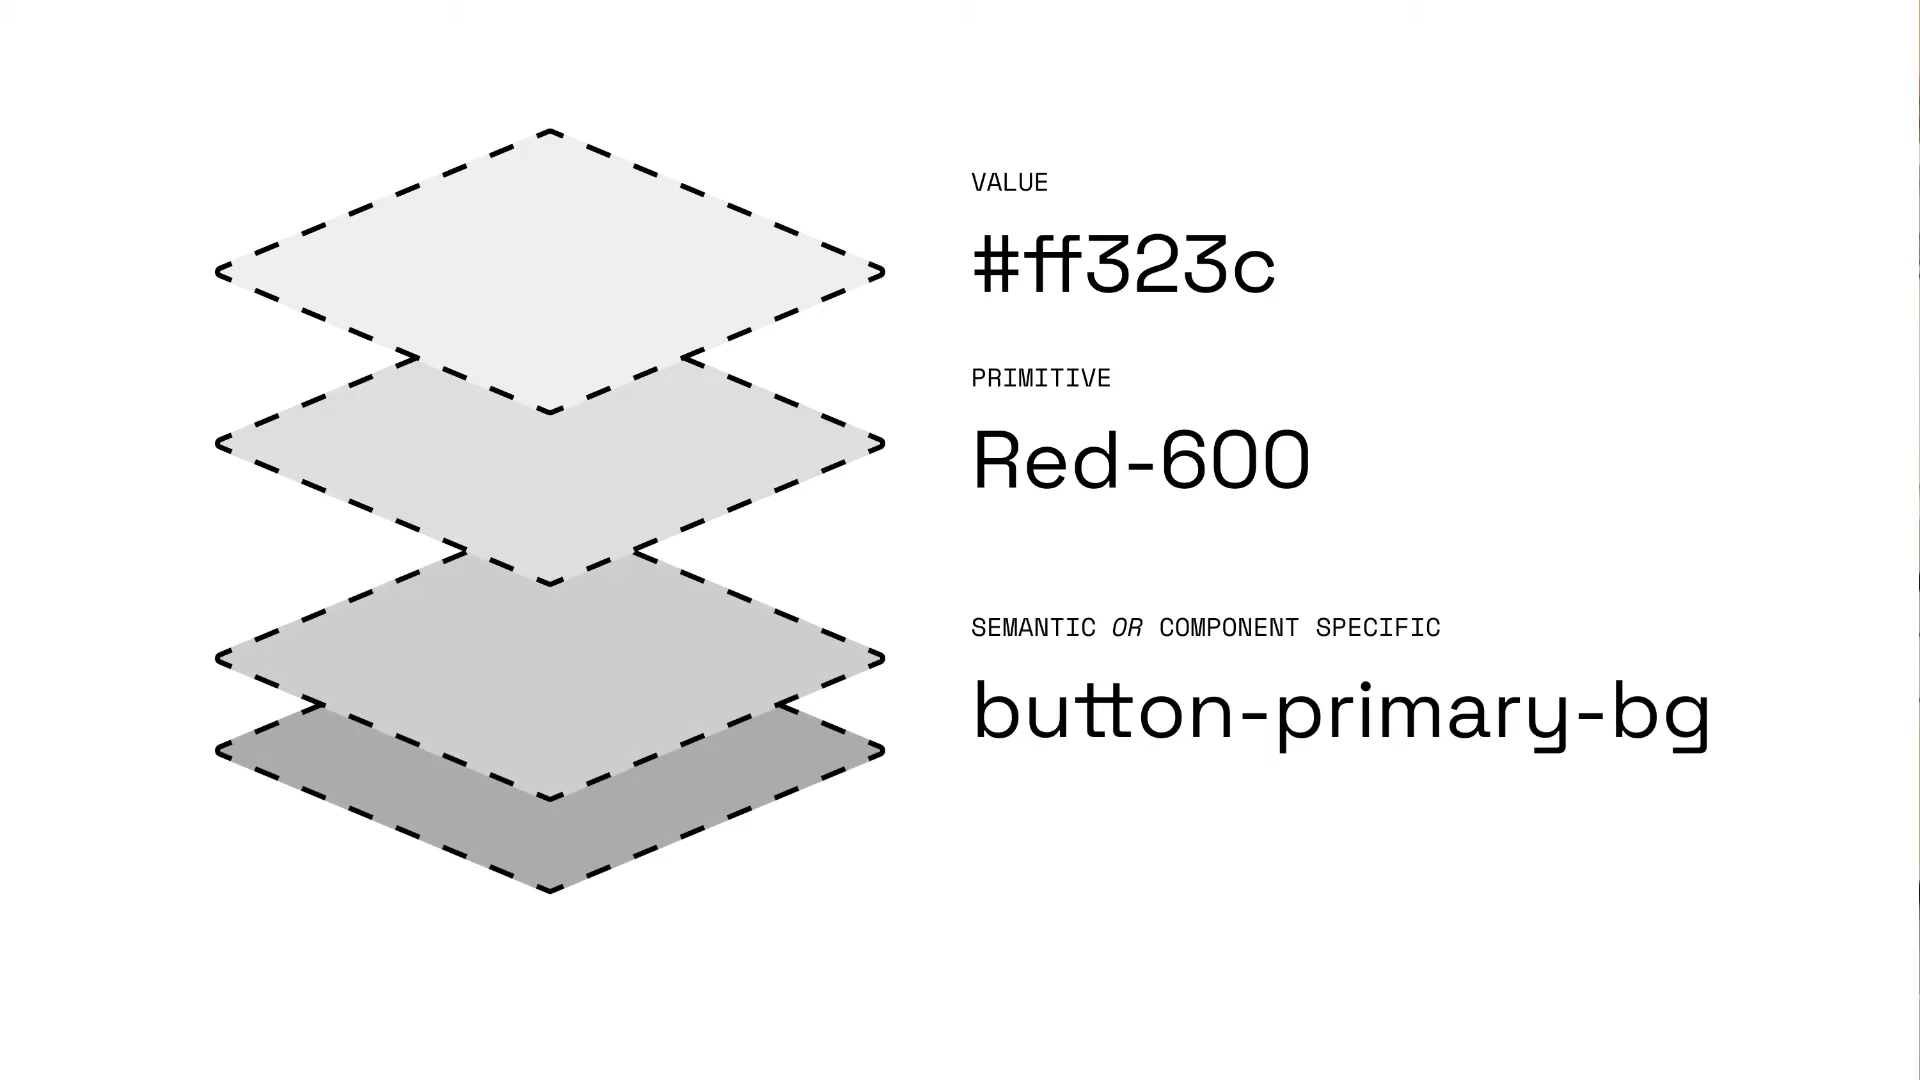 VALUE
#ff323c
PRIMITIVE
Red-600
SEMANTIC OR COMPONENT SPECIFIC
button-primary-bg